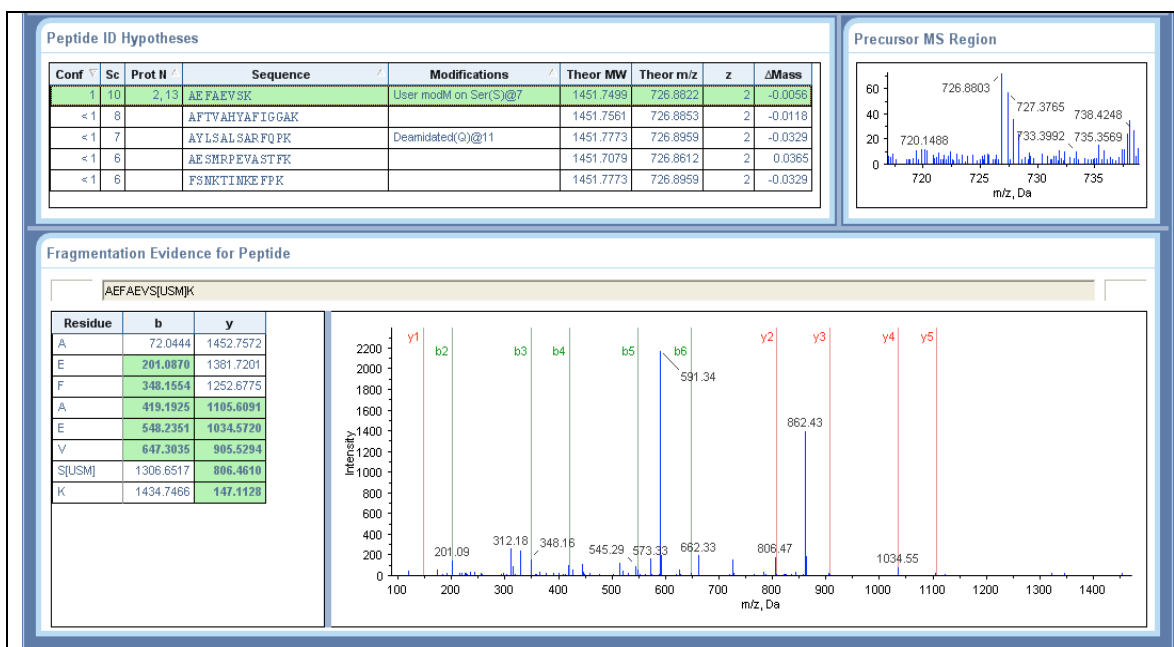 Peptide ID Hypotheses
Conf Sc Prot N Sequence Modifications Theor MW Theor m/z z ΔMass
1 10 2, 13 AEFAEVSK User modM on Ser(S)@7 1451.7499 726.8822 2 -0.0056
< 1 8 AFTVAHYAFIGGAK 1451.7561 726.8853 2 -0.0118
< 1 7 AYLSALSARFQPK Deamidated(Q)@11 1451.7773 726.8959 2 -0.0329
< 1 6 AESMRPEVASTFK 1451.7079 726.8612 2 0.0365
< 1 6 FSNKTINKEFPK 1451.7773 726.8959 2 -0.0329
Precursor MS Region
60
40
20
0
726.8803
727.3765
738.4248
720.1488
733.3992
735.3569
720 725 730 735
m/z, Da
Fragmentation Evidence for Peptide
AEFAEVS[USM]K
Residue b y
A 72.0444 1452.7572
E 201.0870 1381.7201
F 348.1554 1252.6775
A 419.1925 1105.6091
E 548.2351 1034.5720
V 647.3035 905.5294
S[USM] 1306.6517 806.4610
K 1434.7466 147.1128
y1 b2 b3 b4 b5 b6 y2 y3 y4 y5
Intensity
2200
2000
1800
1600
1400
1200
1000
800
600
400
200
0
591.34
862.43
201.09
312.18
348.16
545.29
573.33
662.33
806.47
1034.55
100 200 300 400 500 600 700 800 900 1000 1100 1200 1300 1400
m/z, Da